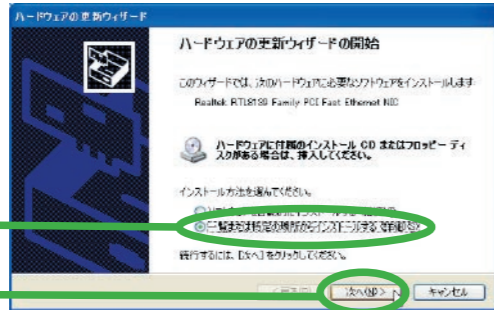 ハードウェアの更新ウィザード
ハードウェアの更新ウィザードの開始
このウィザードでは、次のハードウェアに必要なソフトウェアをインストールします:
Realtek RTL8139 Family PCI Fast Ethernet NIC
ハードウェアに付属のインストール CD またはフロッピー ディ
スクがある場合は、挿入してください。
インストール方法を選んでください。
一覧または特定の場所からインストールする (詳細)(S)
続行するには、[次へ] をクリックしてください。
次へ(N) >
キャンセル